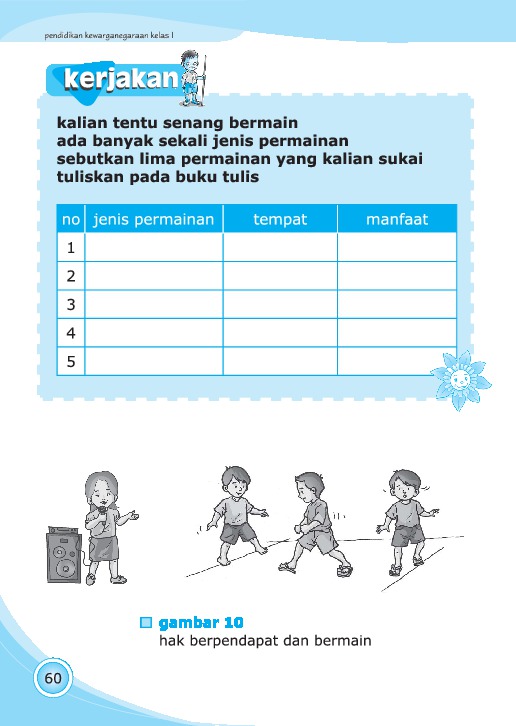 pendidikan kewarganegaraan kelas I
kerjakan
kalian tentu senang bermain
ada banyak sekali jenis permainan
sebutkan lima permainan yang kalian sukai
tuliskan pada buku tulis
no jenis permainan tempat manfaat
1
2
3
4
5
gambar 10
hak berpendapat dan bermain
60